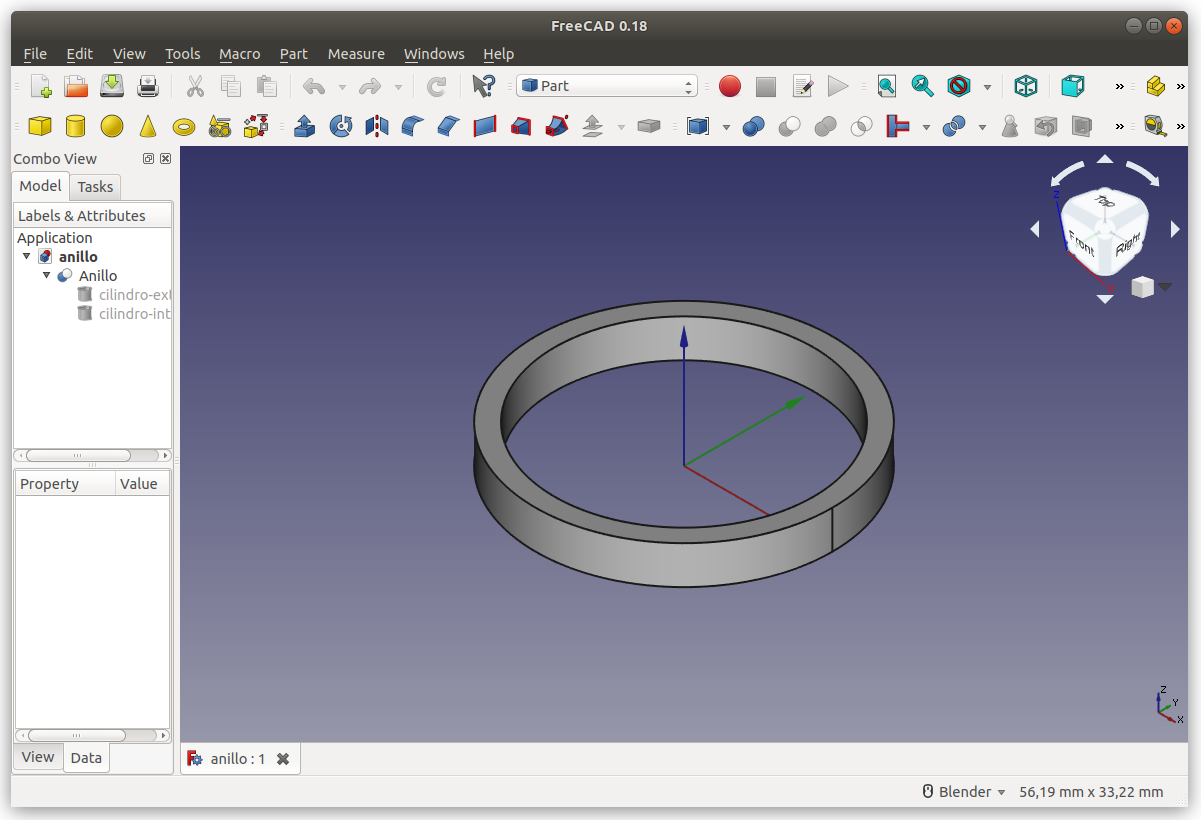 FreeCAD 0.18
File Edit View Tools Macro Part Measure Windows Help
Part
Combo View
Model Tasks
Labels & Attributes
Application
anillo
Anillo
cilindro-ext
cilindro-int
Property Value
View Data
anillo : 1
Top
Front
Right
Z
X
Z
Y
X
Blender 56,19 mm x 33,22 mm